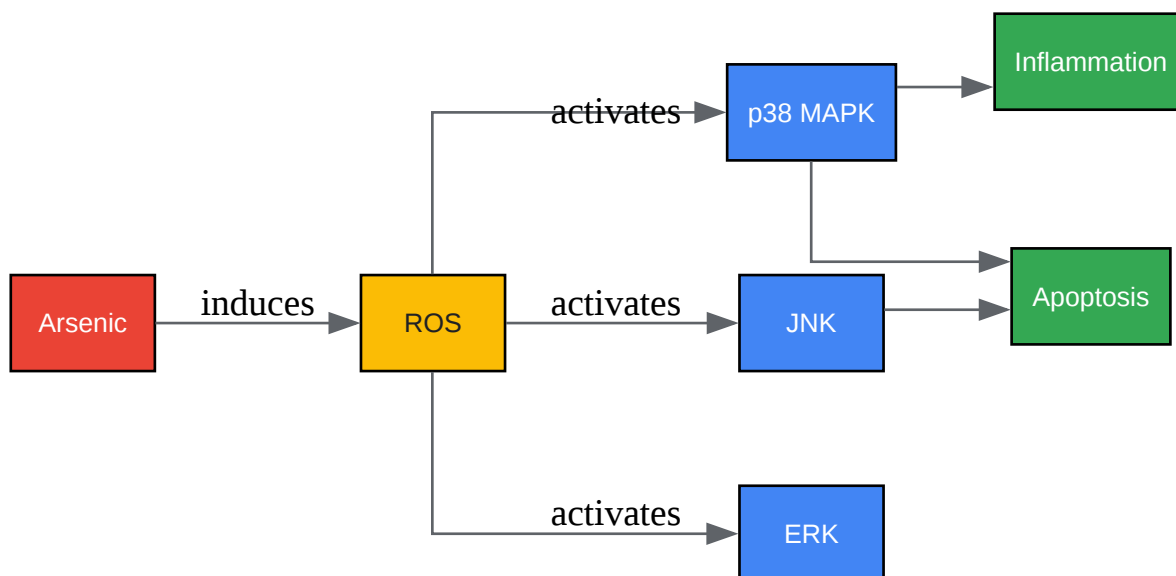 Inflammation
activates
p38 MAPK
Arsenic
induces
ROS
activates
JNK
Apoptosis
activates
ERK